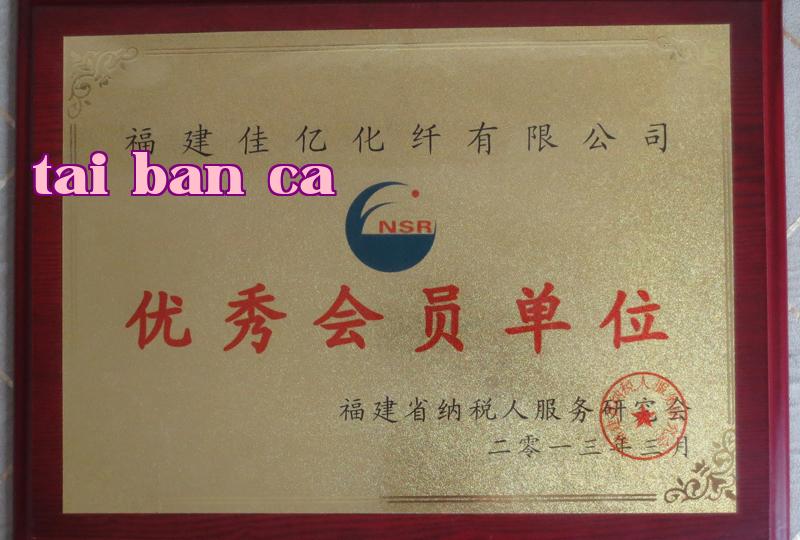 福建佳亿化纤有限公司
tai ban ca
NSR
优秀会员单位
福建省纳税人服务研究会
二零一三年三月